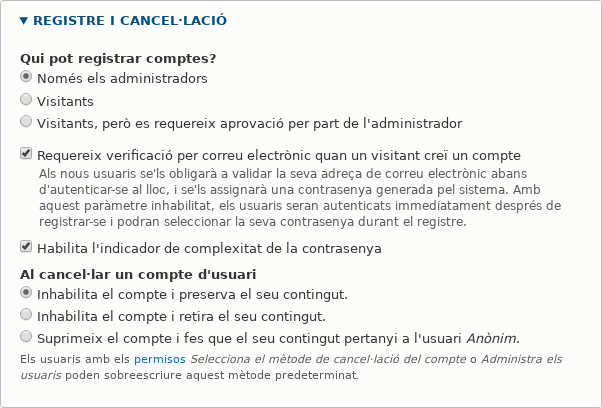 ▼ REGISTRE I CANCEL·LACIÓ
Qui pot registrar comptes?
Només els administradors
Visitants
Visitants, però es requereix aprovació per part de l'administrador
Requereix verificació per correu electrònic quan un visitant creï un compte
Als nous usuaris se'ls obligarà a validar la seva adreça de correu electrònic abans
d'autenticar-se al lloc, i se'ls assignarà una contrasenya generada pel sistema. Amb
aquest paràmetre inhabilitat, els usuaris seran autenticats immediatament després de
registrar-se i podran seleccionar la seva contrasenya durant el registre.
Habilita l'indicador de complexitat de la contrasenya
Al cancel·lar un compte d'usuari
Inhabilita el compte i preserva el seu contingut.
Inhabilita el compte i retira el seu contingut.
Suprimeix el compte i fes que el seu contingut pertanyi a l'usuari Anònim.
Els usuaris amb els permisos Selecciona el mètode de cancel·lació del compte o Administra els
usuaris poden sobreescriure aquest mètode predeterminat.